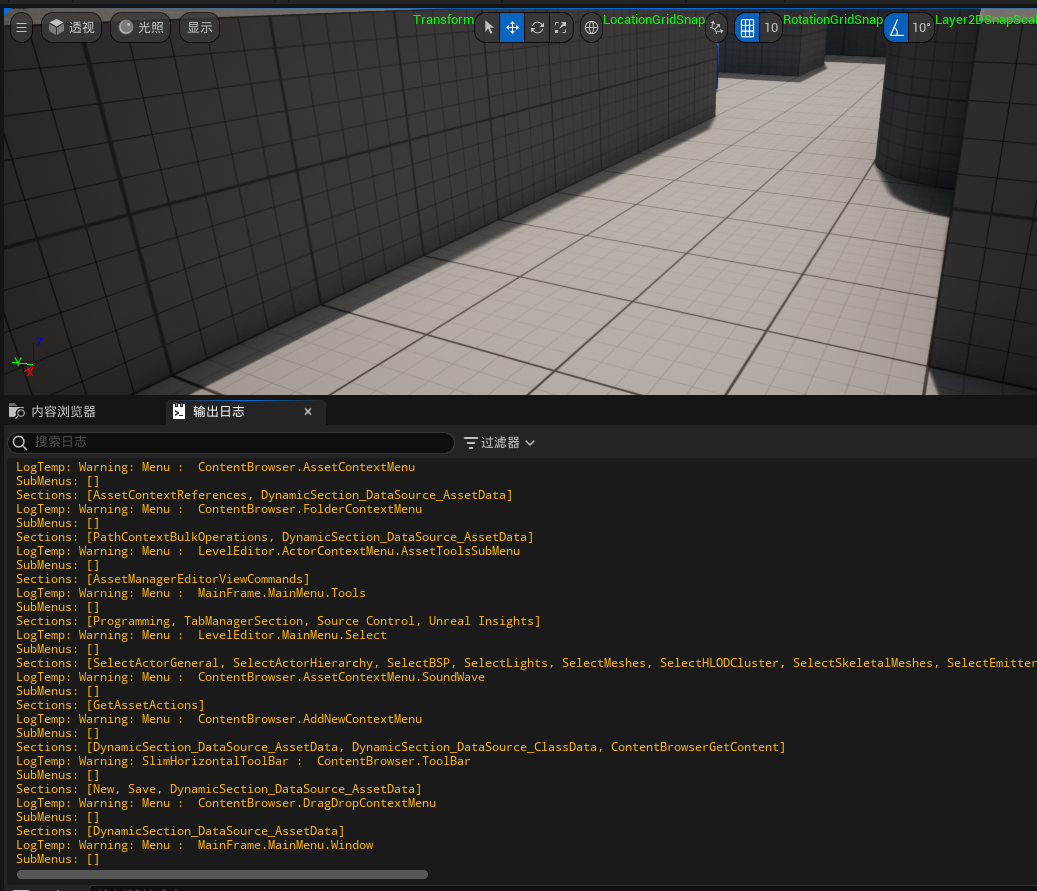 透视 光照 显示 Transform LocationGridSnap 10 RotationGridSnap 10° Layer2DSnapScal
Z
Y
X
内容浏览器 输出日志 ×
搜索日志 过滤器
LogTemp: Warning: Menu :  ContentBrowser.AssetContextMenu
SubMenus: []
Sections: [AssetContextReferences, DynamicSection_DataSource_AssetData]
LogTemp: Warning: Menu :  ContentBrowser.FolderContextMenu
SubMenus: []
Sections: [PathContextBulkOperations, DynamicSection_DataSource_AssetData]
LogTemp: Warning: Menu :  LevelEditor.ActorContextMenu.AssetToolsSubMenu
SubMenus: []
Sections: [AssetManagerEditorViewCommands]
LogTemp: Warning: Menu :  MainFrame.MainMenu.Tools
SubMenus: []
Sections: [Programming, TabManagerSection, Source Control, Unreal Insights]
LogTemp: Warning: Menu :  LevelEditor.MainMenu.Select
SubMenus: []
Sections: [SelectActorGeneral, SelectActorHierarchy, SelectBSP, SelectLights, SelectMeshes, SelectHLODCluster, SelectSkeletalMeshes, SelectEmitter
LogTemp: Warning: Menu :  ContentBrowser.AssetContextMenu.SoundWave
SubMenus: []
Sections: [GetAssetActions]
LogTemp: Warning: Menu :  ContentBrowser.AddNewContextMenu
SubMenus: []
Sections: [DynamicSection_DataSource_AssetData, DynamicSection_DataSource_ClassData, ContentBrowserGetContent]
LogTemp: Warning: SlimHorizontalToolBar :  ContentBrowser.ToolBar
SubMenus: []
Sections: [New, Save, DynamicSection_DataSource_AssetData]
LogTemp: Warning: Menu :  ContentBrowser.DragDropContextMenu
SubMenus: []
Sections: [DynamicSection_DataSource_AssetData]
LogTemp: Warning: Menu :  MainFrame.MainMenu.Window
SubMenus: []